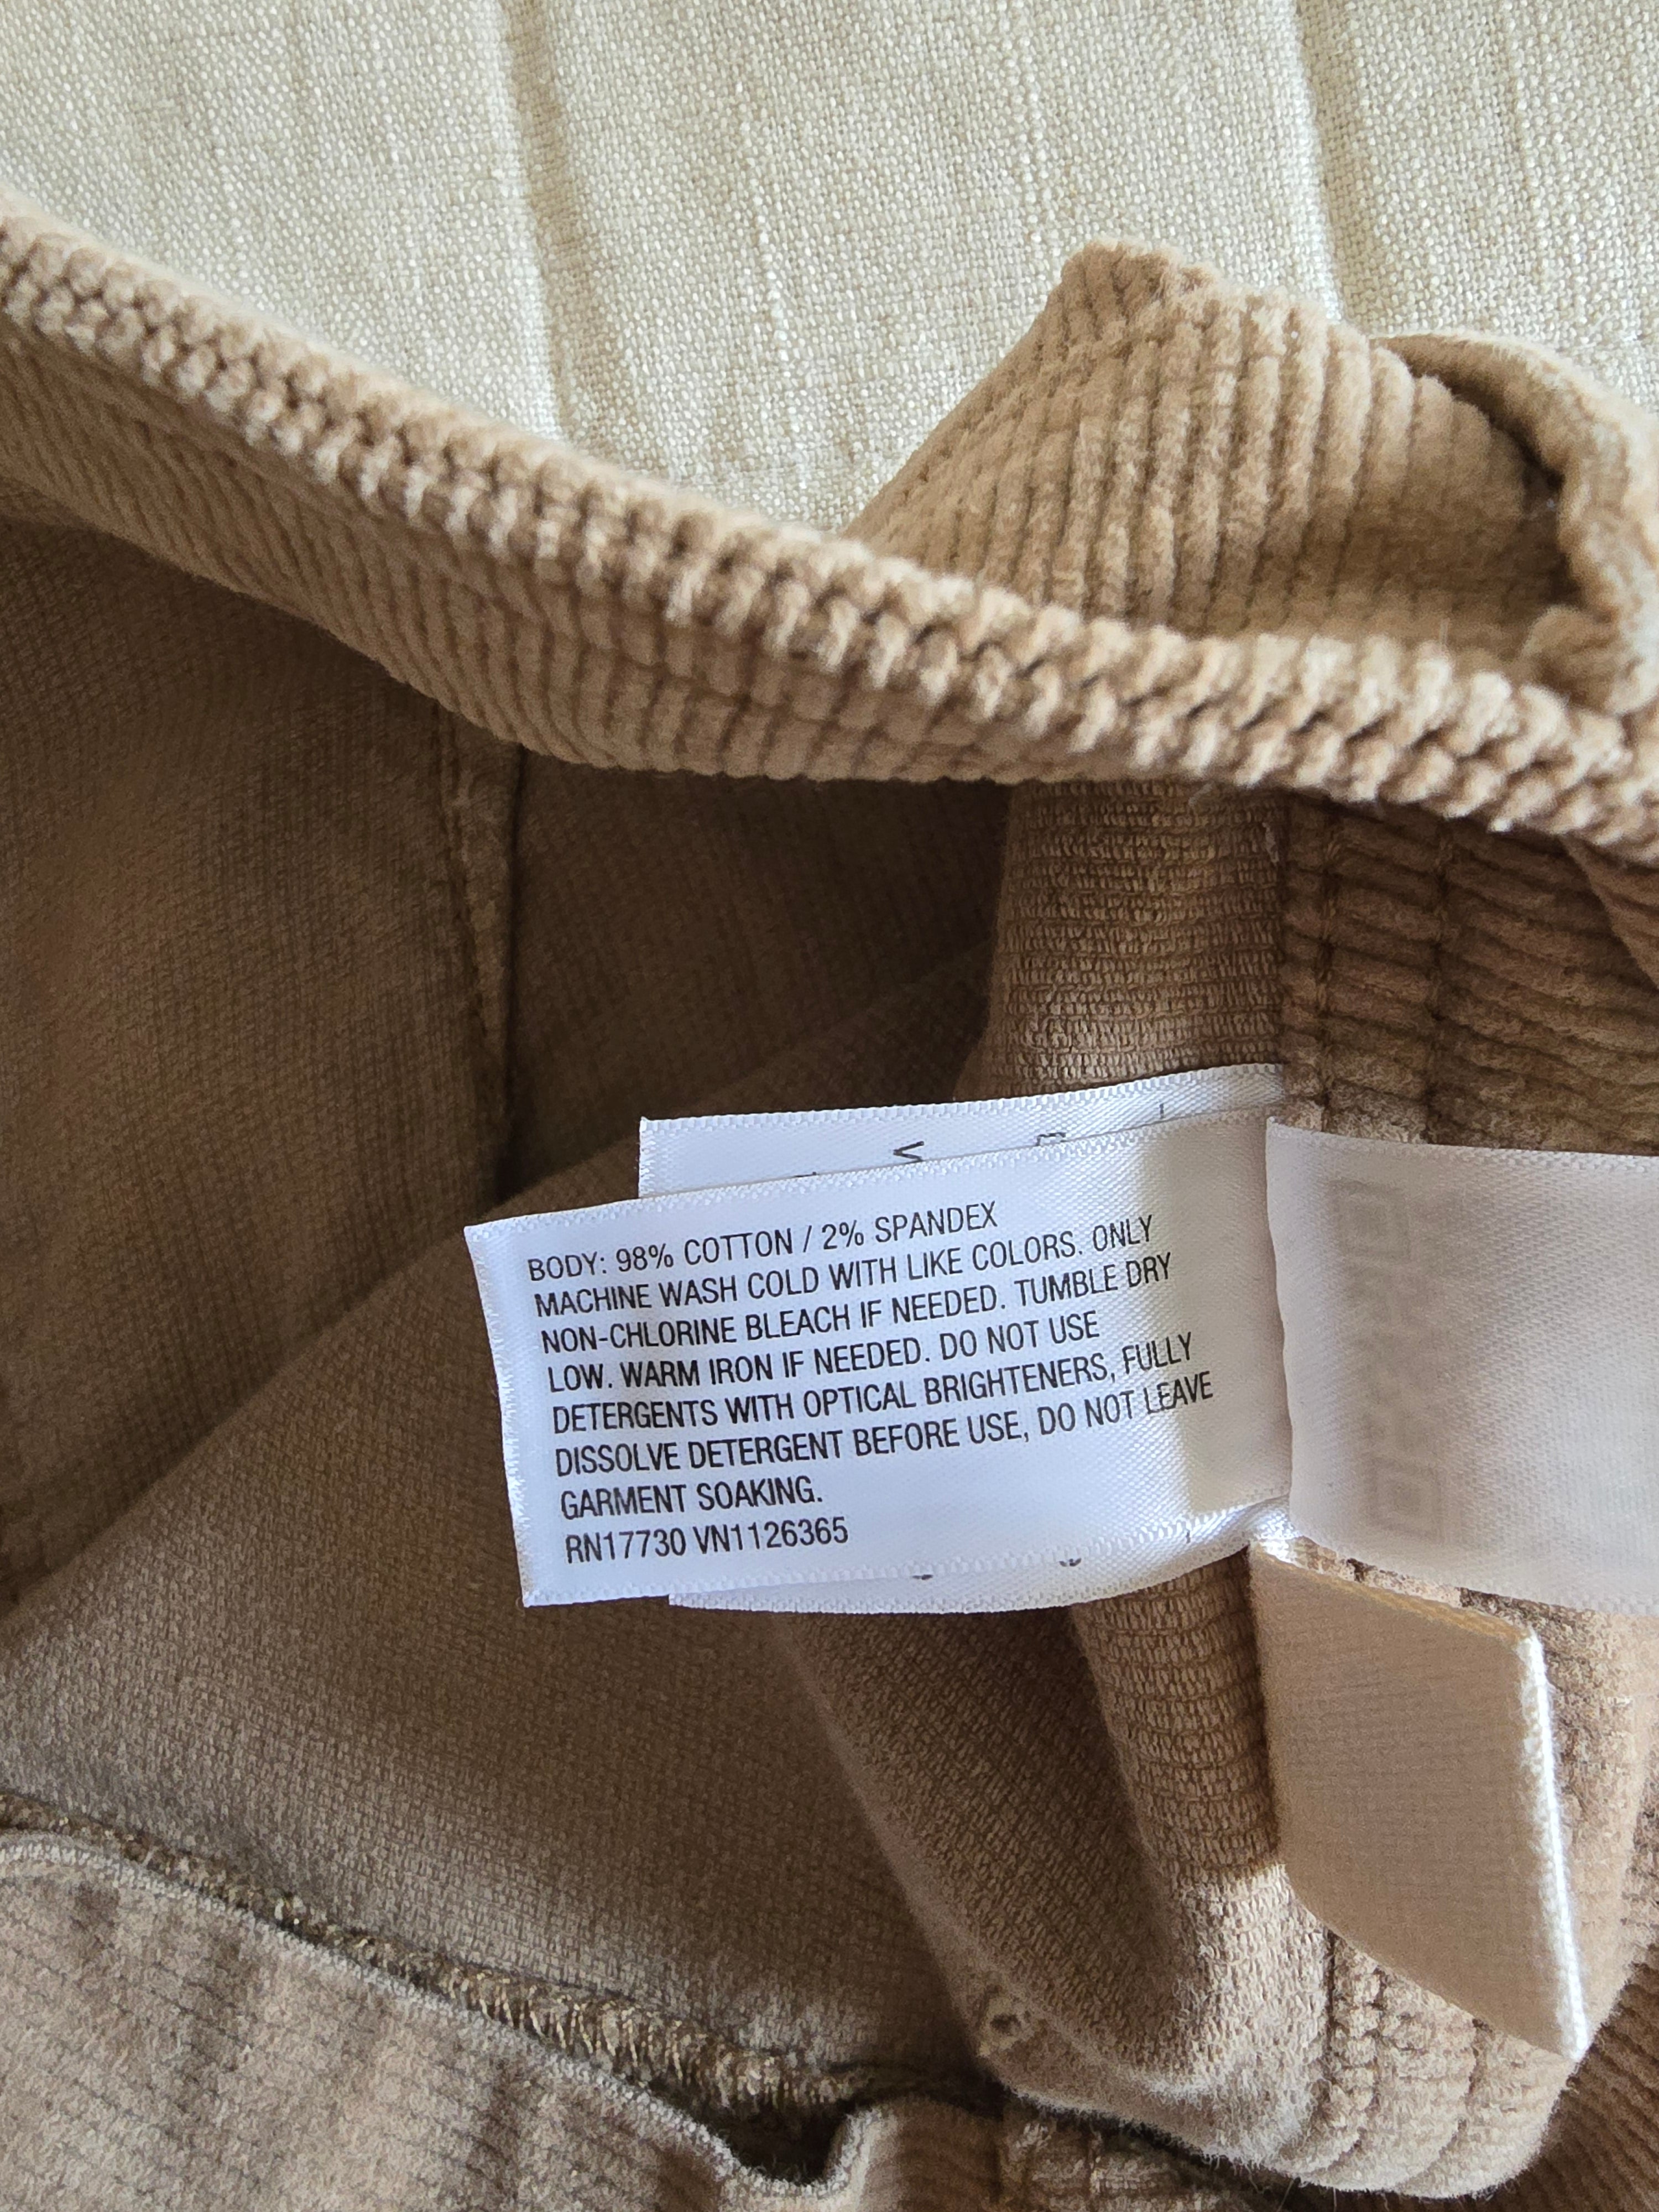 BODY: 98% COTTON / 2% SPANDEX
MACHINE WASH COLD WITH LIKE COLORS. ONLY
NON-CHLORINE BLEACH IF NEEDED. TUMBLE DRY
LOW. WARM IRON IF NEEDED. DO NOT USE
DETERGENTS WITH OPTICAL BRIGHTENERS, FULLY
DISSOLVE DETERGENT BEFORE USE, DO NOT LEAVE
GARMENT SOAKING.
RN17730 VN1126365